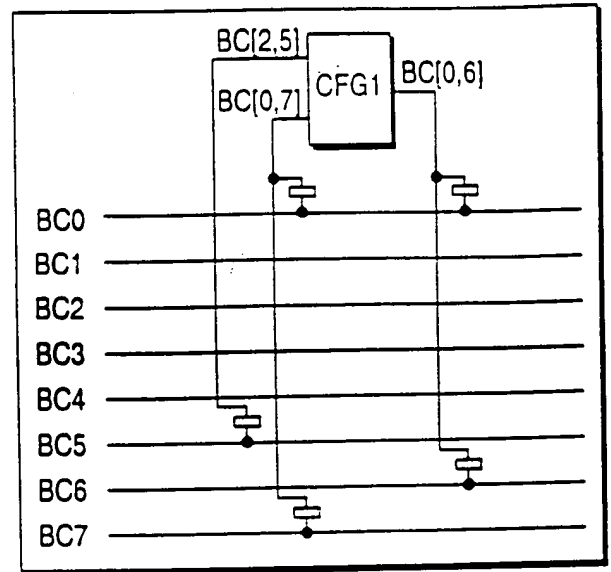 BC[2,5]
CFG1
BC[0,6]
BC[0,7]
BC0
BC1
BC2
BC3
BC4
BC5
BC6
BC7